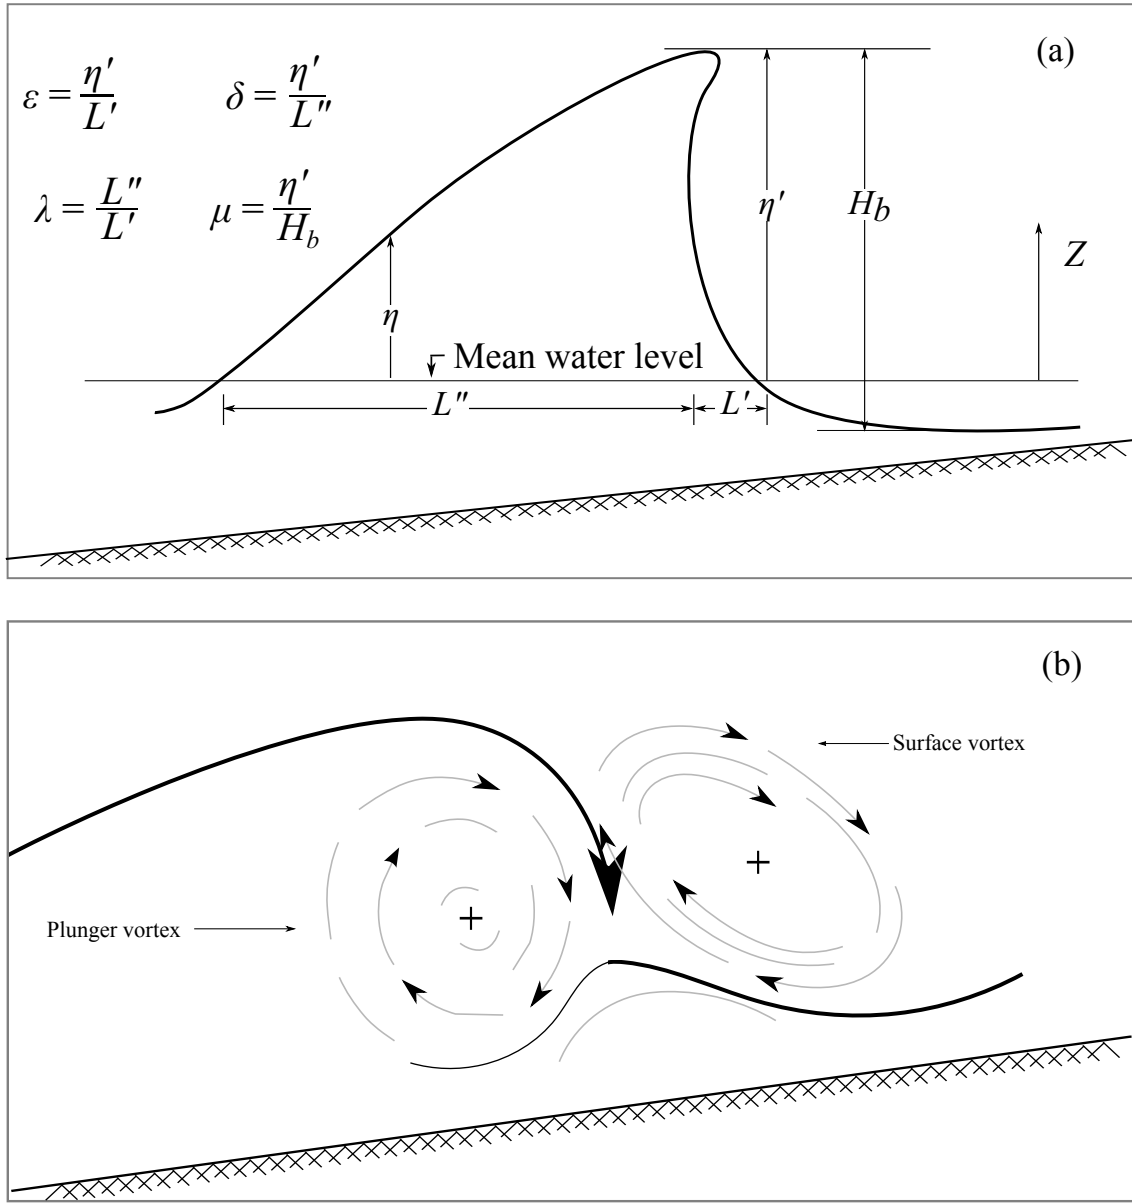 (a)
ε = η′/L′
δ = η′/L″
λ = L″/L′
μ = η′/H_b
η′
H_b
Z
η
Mean water level
L″
L′
(b)
Surface vortex
Plunger vortex